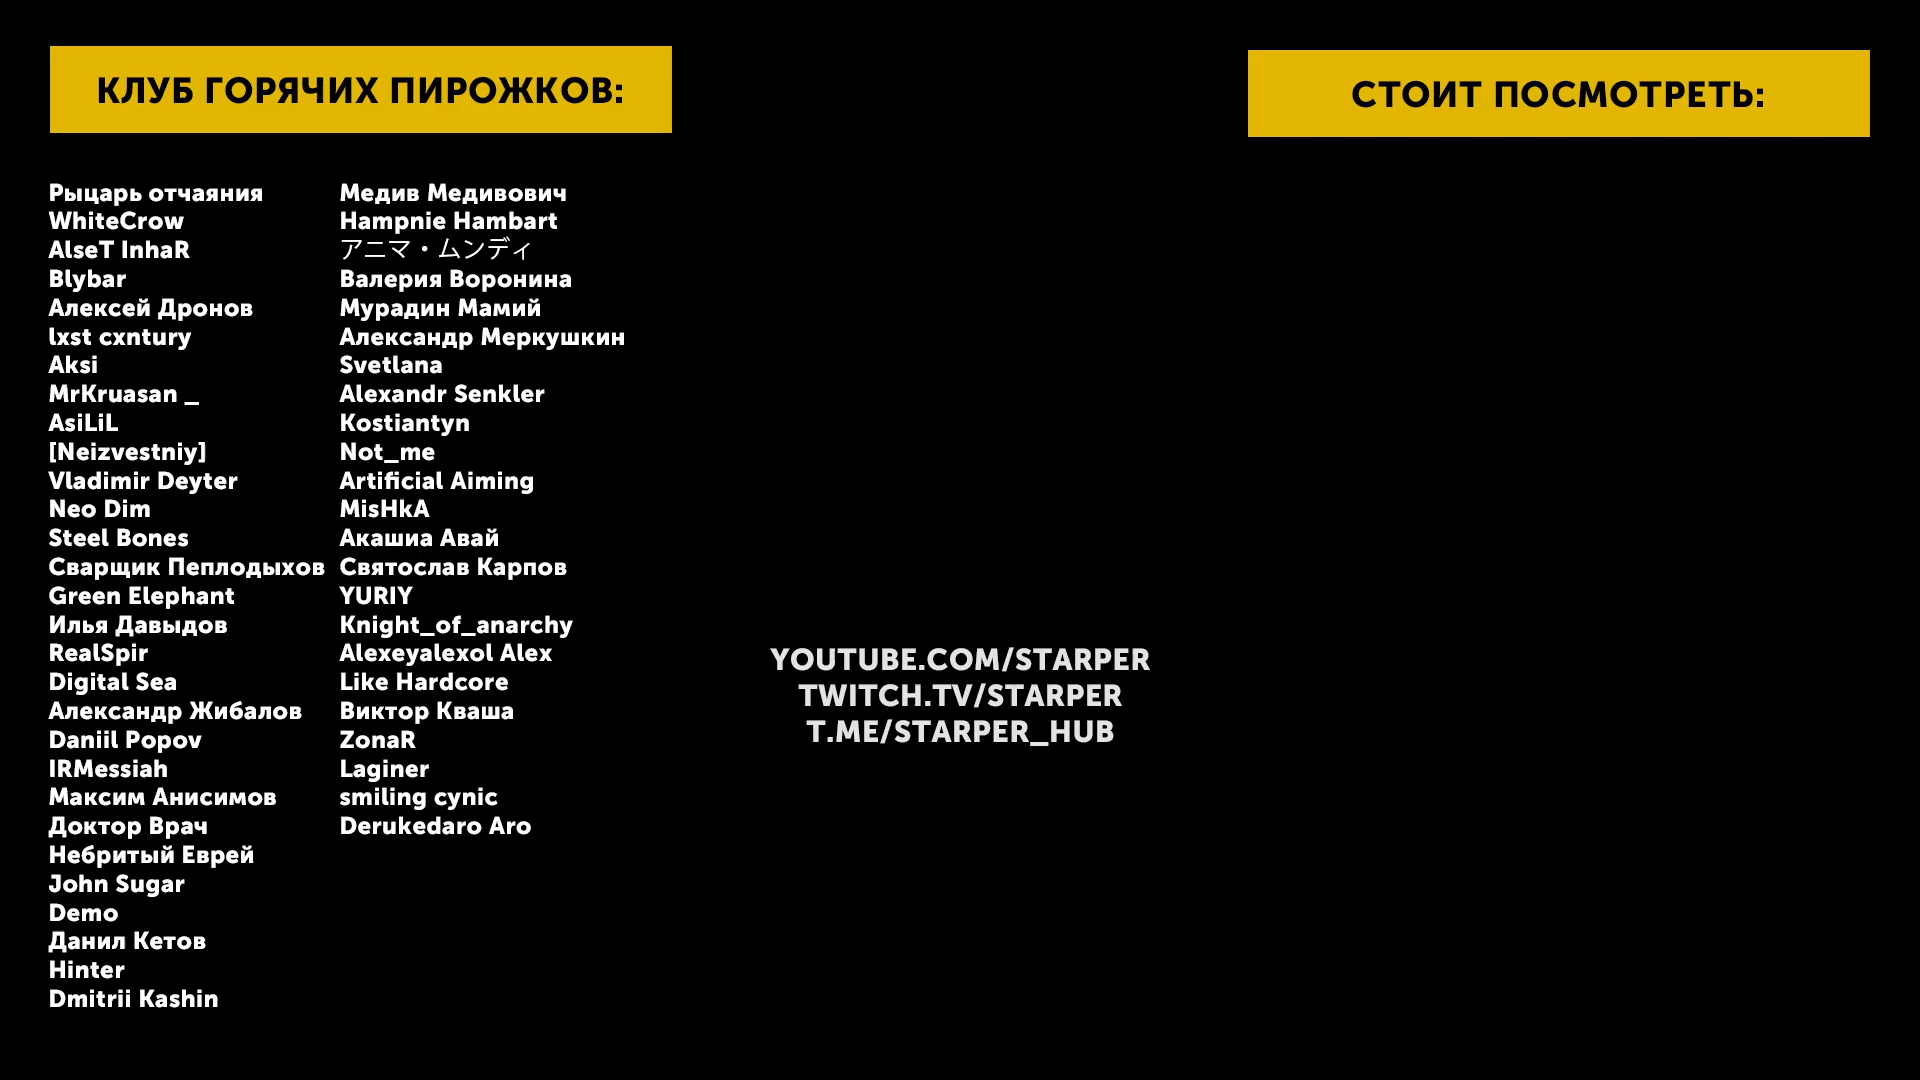 КЛУБ ГОРЯЧИХ ПИРОЖКОВ:
Рыцарь отчаяния
WhiteCrow
AlseT InhaR
Blybar
Алексей Дронов
lxst cxntury
Aksi
MrKruasan _
AsiLiL
[Neizvestniy]
Vladimir Deyter
Neo Dim
Steel Bones
Сварщик Пеплодыхов
Green Elephant
Илья Давыдов
RealSpir
Digital Sea
Александр Жибалов
Daniil Popov
IRMessiah
Максим Анисимов
Доктор Врач
Небритый Еврей
John Sugar
Demo
Данил Кетов
Hinter
Dmitrii Kashin
Медив Медивович
Hampnie Hambart
アニマ・ムンディ
Валерия Воронина
Мурадин Мамий
Александр Меркушкин
Svetlana
Alexandr Senkler
Kostiantyn
Not_me
Artificial Aiming
MisHkA
Акашиа Авай
Святослав Карпов
YURIY
Knight_of_anarchy
Alexeyalexol Alex
Like Hardcore
Виктор Кваша
ZonaR
Laginer
smiling cynic
Derukedaro Aro
YOUTUBE.COM/STARPER
TWITCH.TV/STARPER
T.ME/STARPER_HUB
СТОИТ ПОСМОТРЕТЬ: